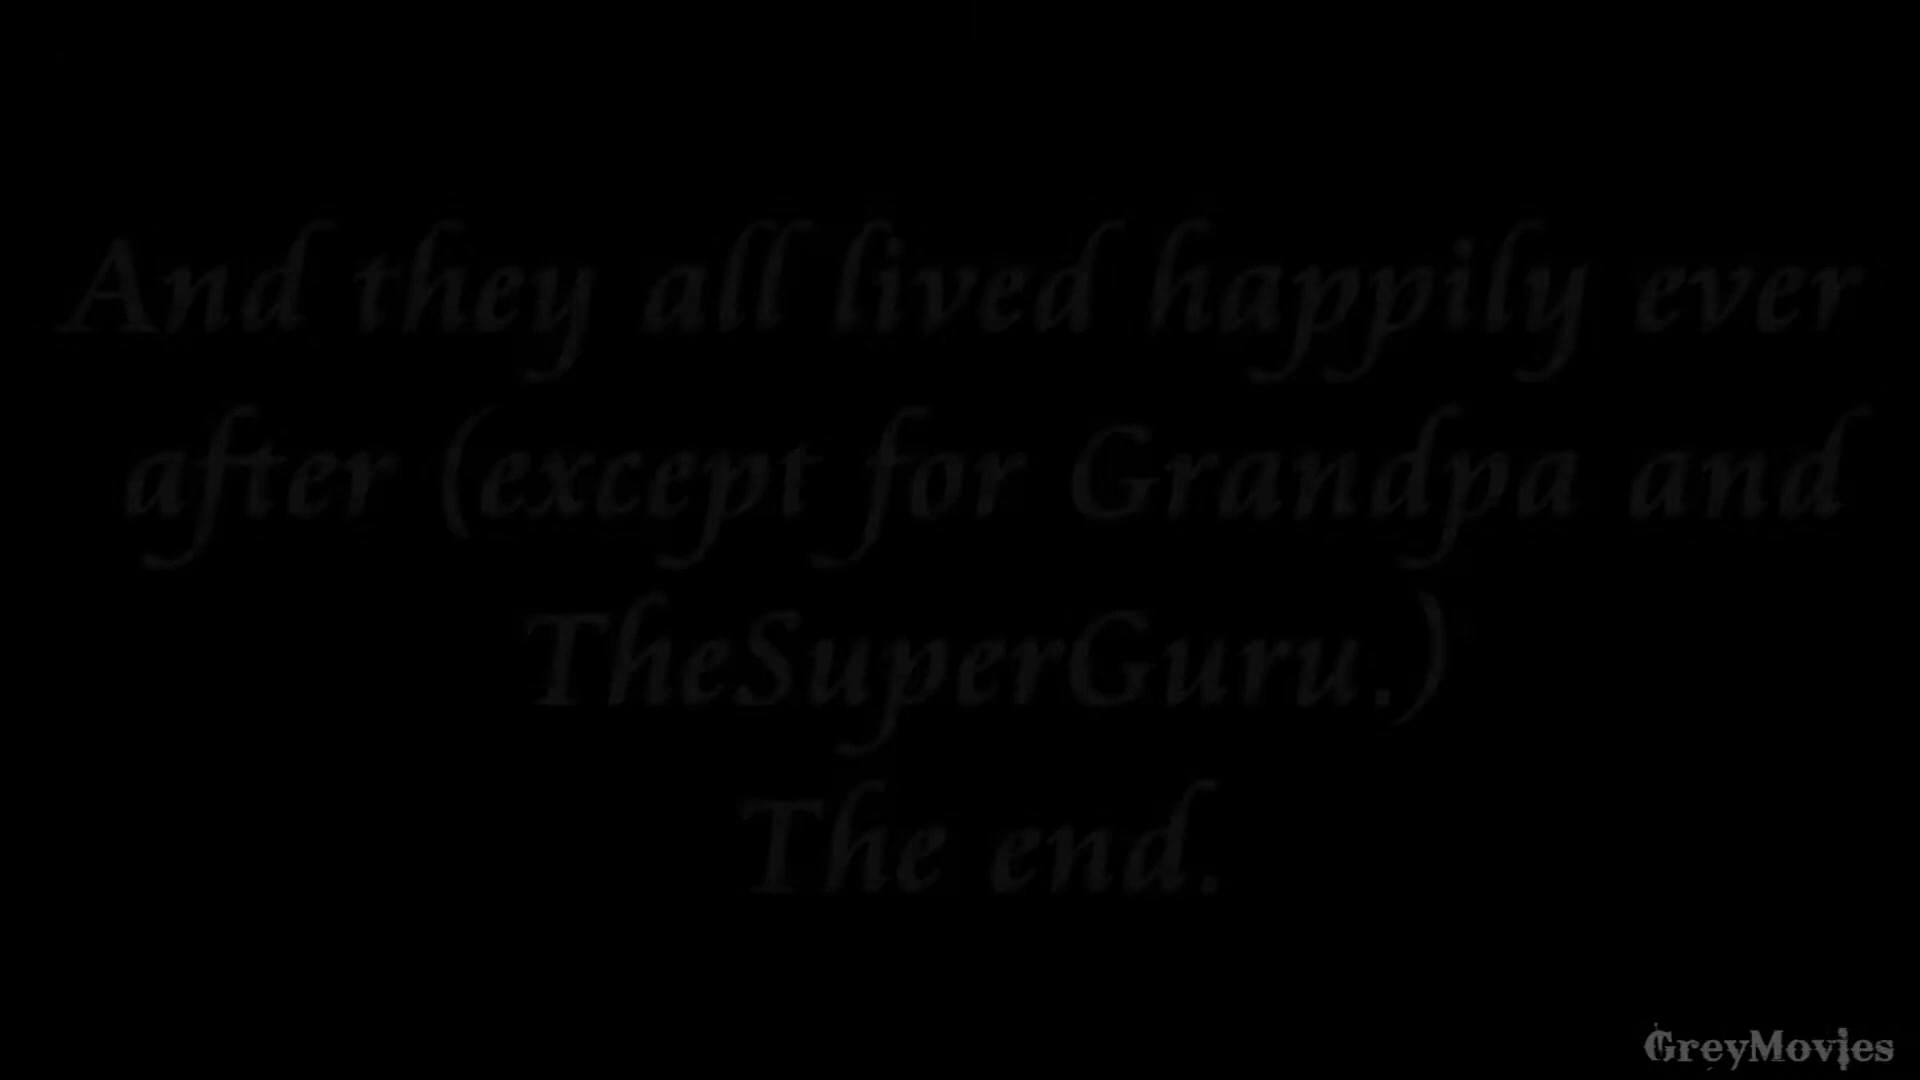 And they all lived happily ever
after (except for Grandpa and
TheSuperGuru.)
The end.
GreyMovies